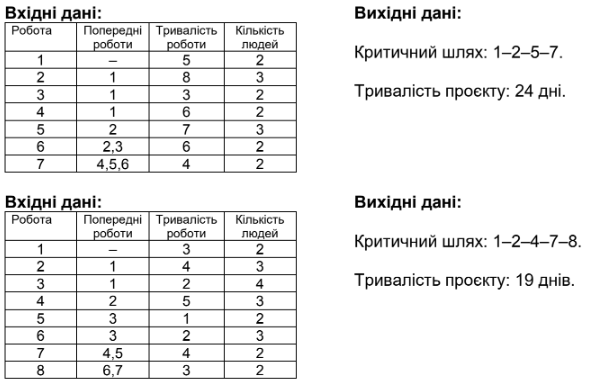 Вхідні дані:
Вихідні дані:
Робота Попередні роботи Тривалість роботи Кількість людей
1 – 5 2
2 1 8 3
3 1 3 2
4 1 6 2
5 2 7 3
6 2,3 6 2
7 4,5,6 4 2
Критичний шлях: 1–2–5–7.
Тривалість проєкту: 24 дні.
Вхідні дані:
Вихідні дані:
Робота Попередні роботи Тривалість роботи Кількість людей
1 – 3 2
2 1 4 3
3 1 2 4
4 2 5 3
5 3 1 2
6 3 2 3
7 4,5 4 2
8 6,7 3 2
Критичний шлях: 1–2–4–7–8.
Тривалість проєкту: 19 днів.